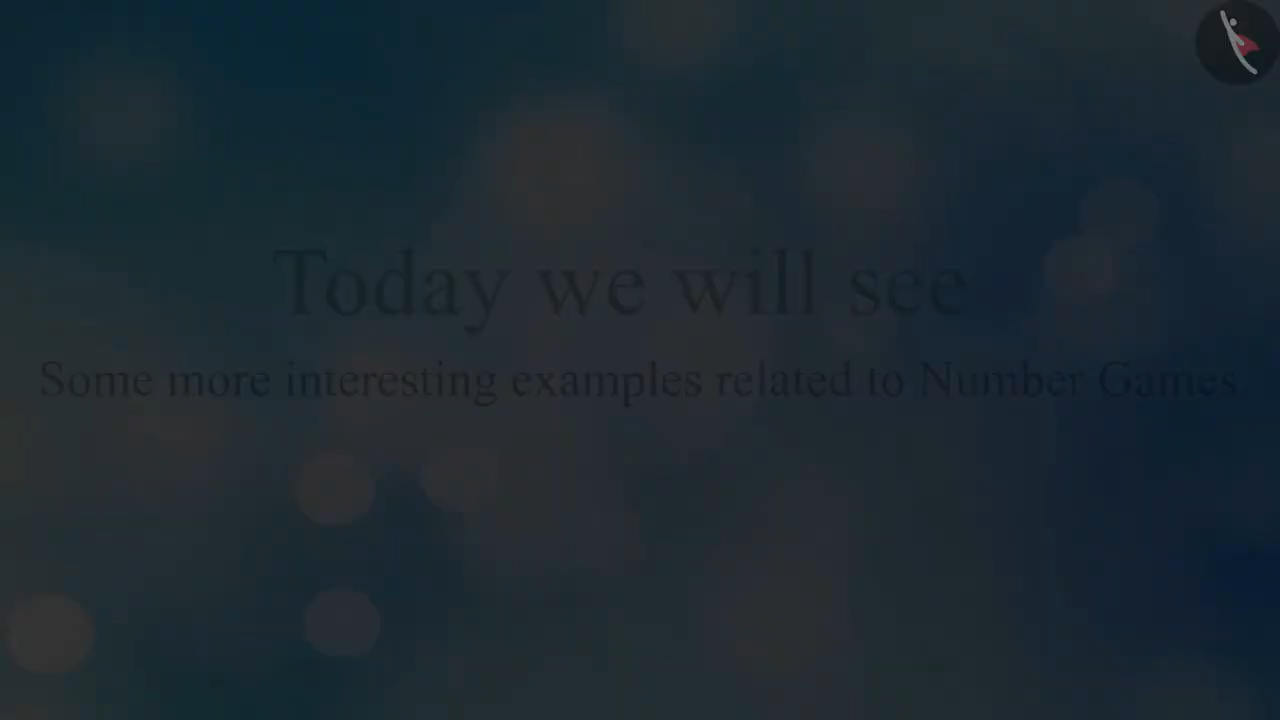 Today we will see
Some more interesting examples related to Number Games.